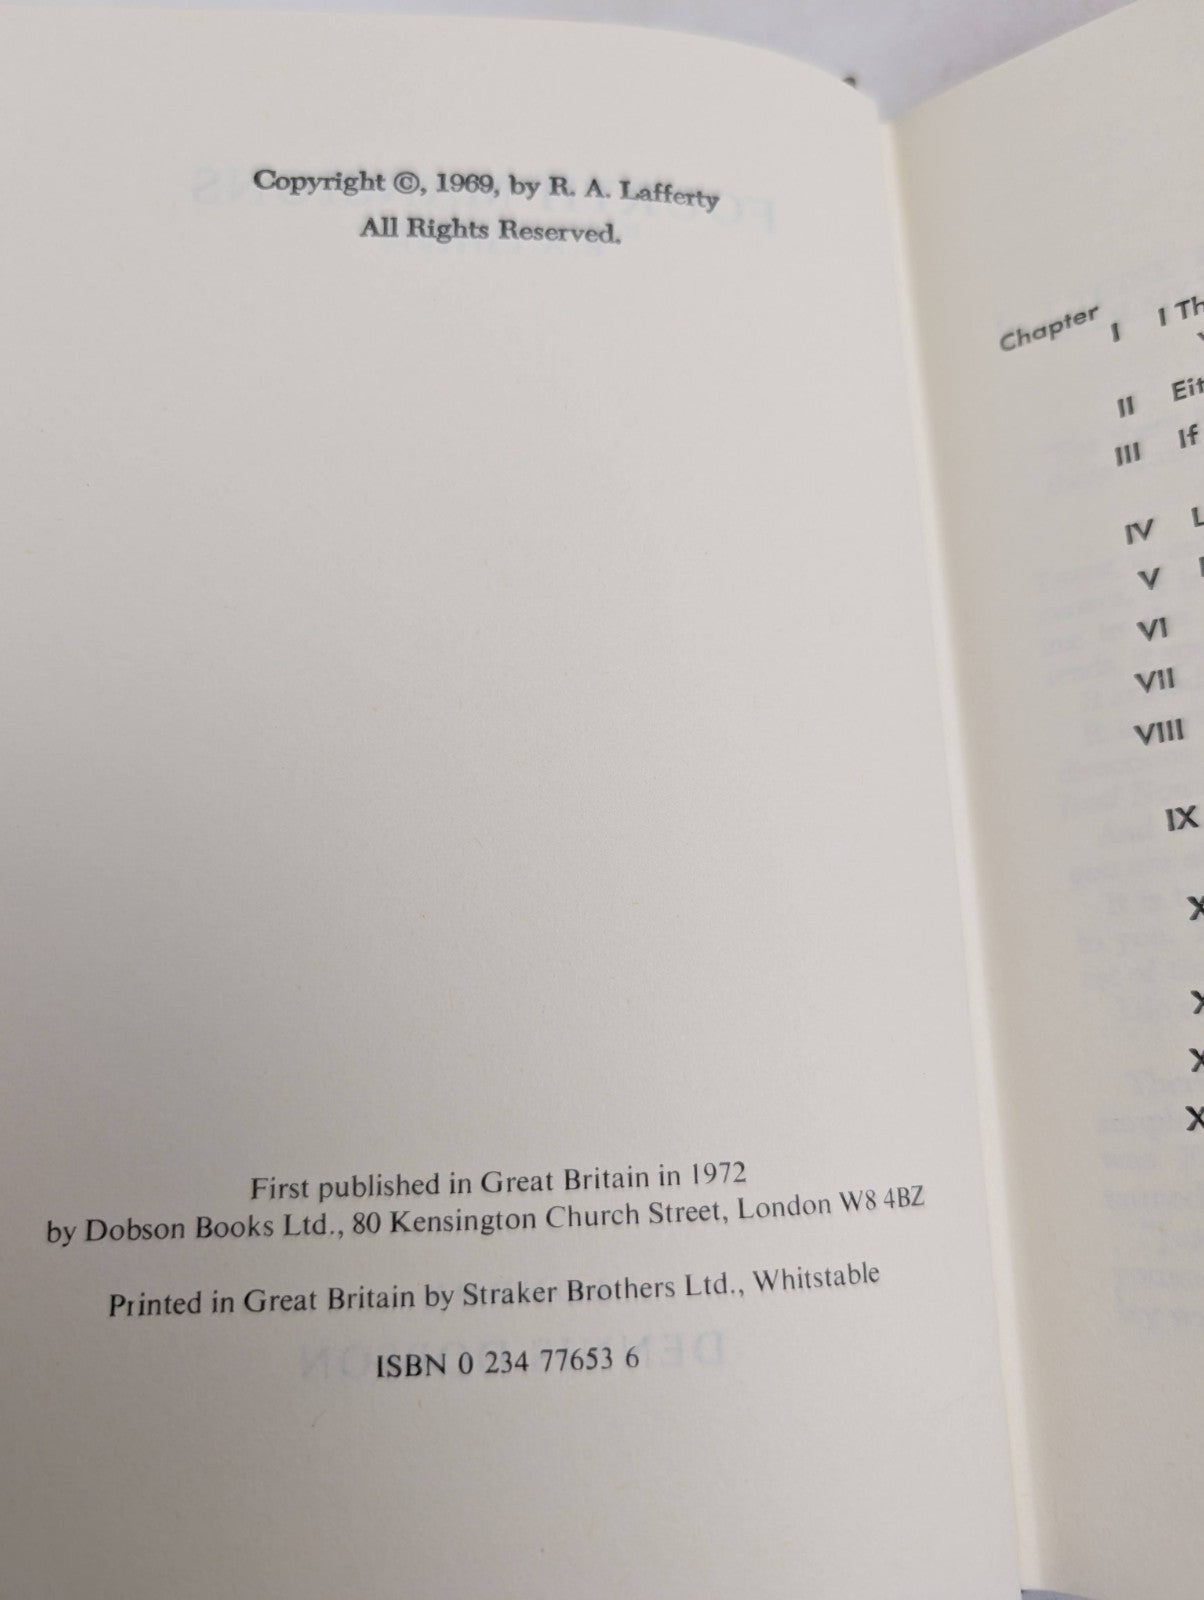 Copyright ©, 1969, by R. A. Lafferty
All Rights Reserved.
First published in Great Britain in 1972
by Dobson Books Ltd., 80 Kensington Church Street, London W8 4BZ
Printed in Great Britain by Straker Brothers Ltd., Whitstable
ISBN 0 234 77653 6
Chapter
I I
II
III If
IV
V
VI
VII
VIII
IX